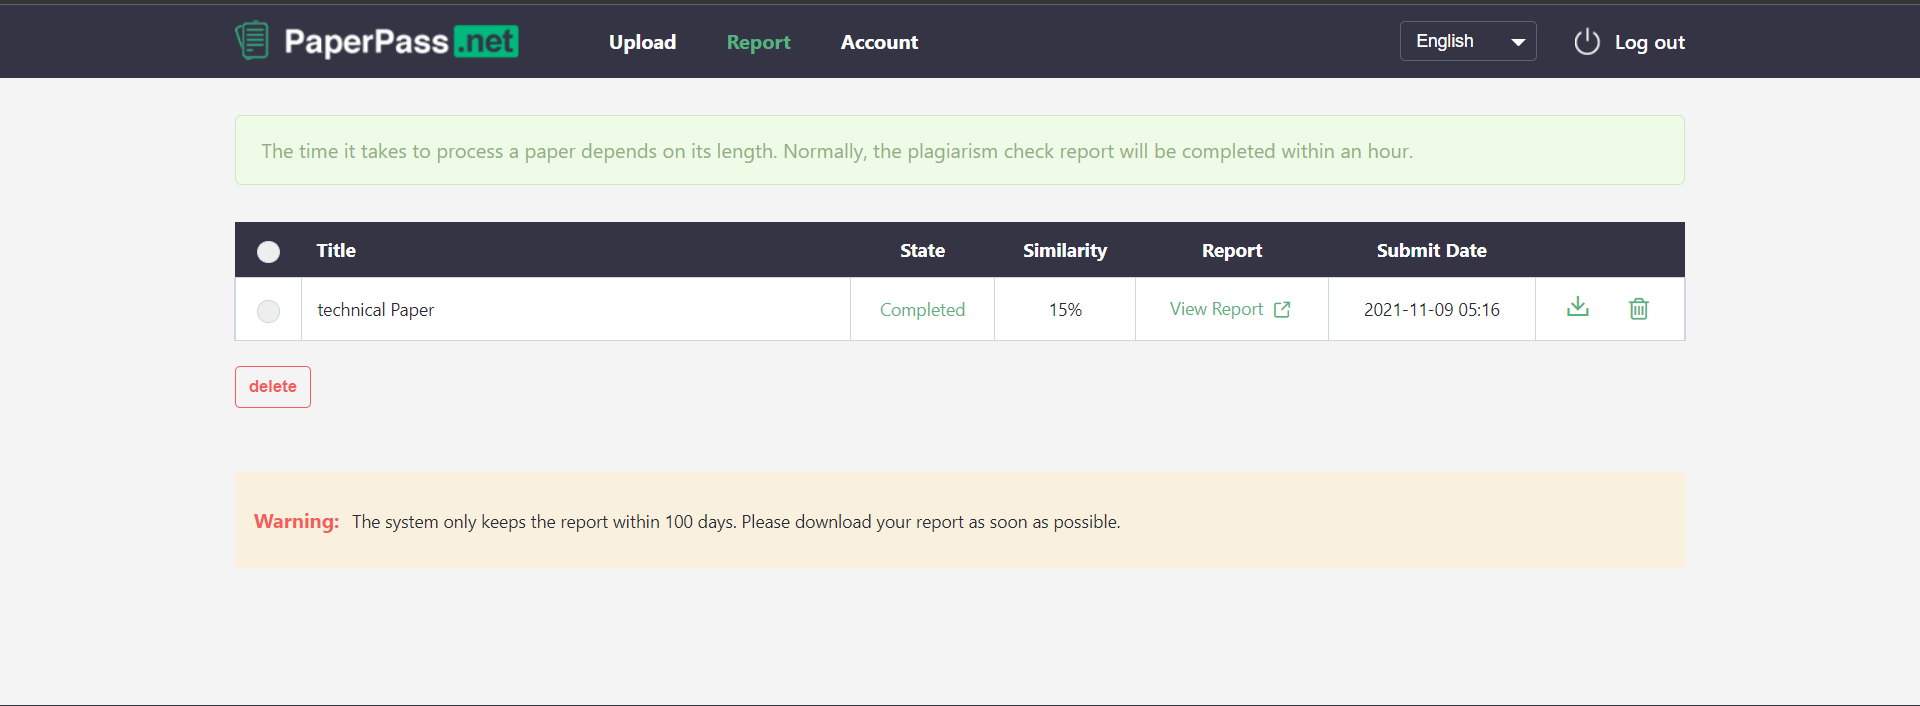 PaperPass.net Upload Report Account English Log out
The time it takes to process a paper depends on its length. Normally, the plagiarism check report will be completed within an hour.
Title State Similarity Report Submit Date
technical Paper Completed 15% View Report 2021-11-09 05:16
delete
Warning: The system only keeps the report within 100 days. Please download your report as soon as possible.